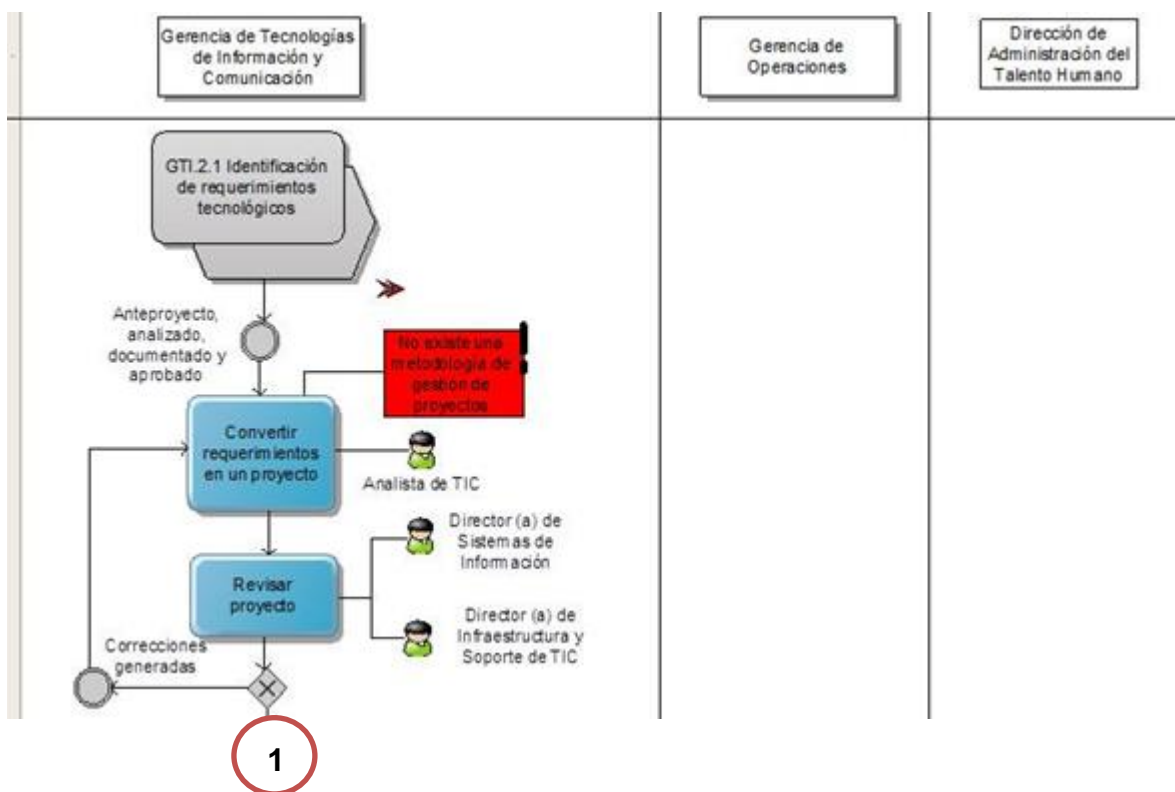 Gerencia de Tecnologías
de Información y
Comunicación
Gerencia de
Operaciones
Dirección de
Administración del
Talento Humano
GTI.2.1 Identificación
de requerimientos
tecnológicos
Anteproyecto,
analizado,
documentado y
aprobado
No existe una
metodología de
gestión de
proyectos
Convertir
requerimientos
en un proyecto
Analista de TIC
Director (a) de
Sistemas de
Información
Revisar
proyecto
Director (a) de
Infraestructura y
Soporte de TIC
Correcciones
generadas
1